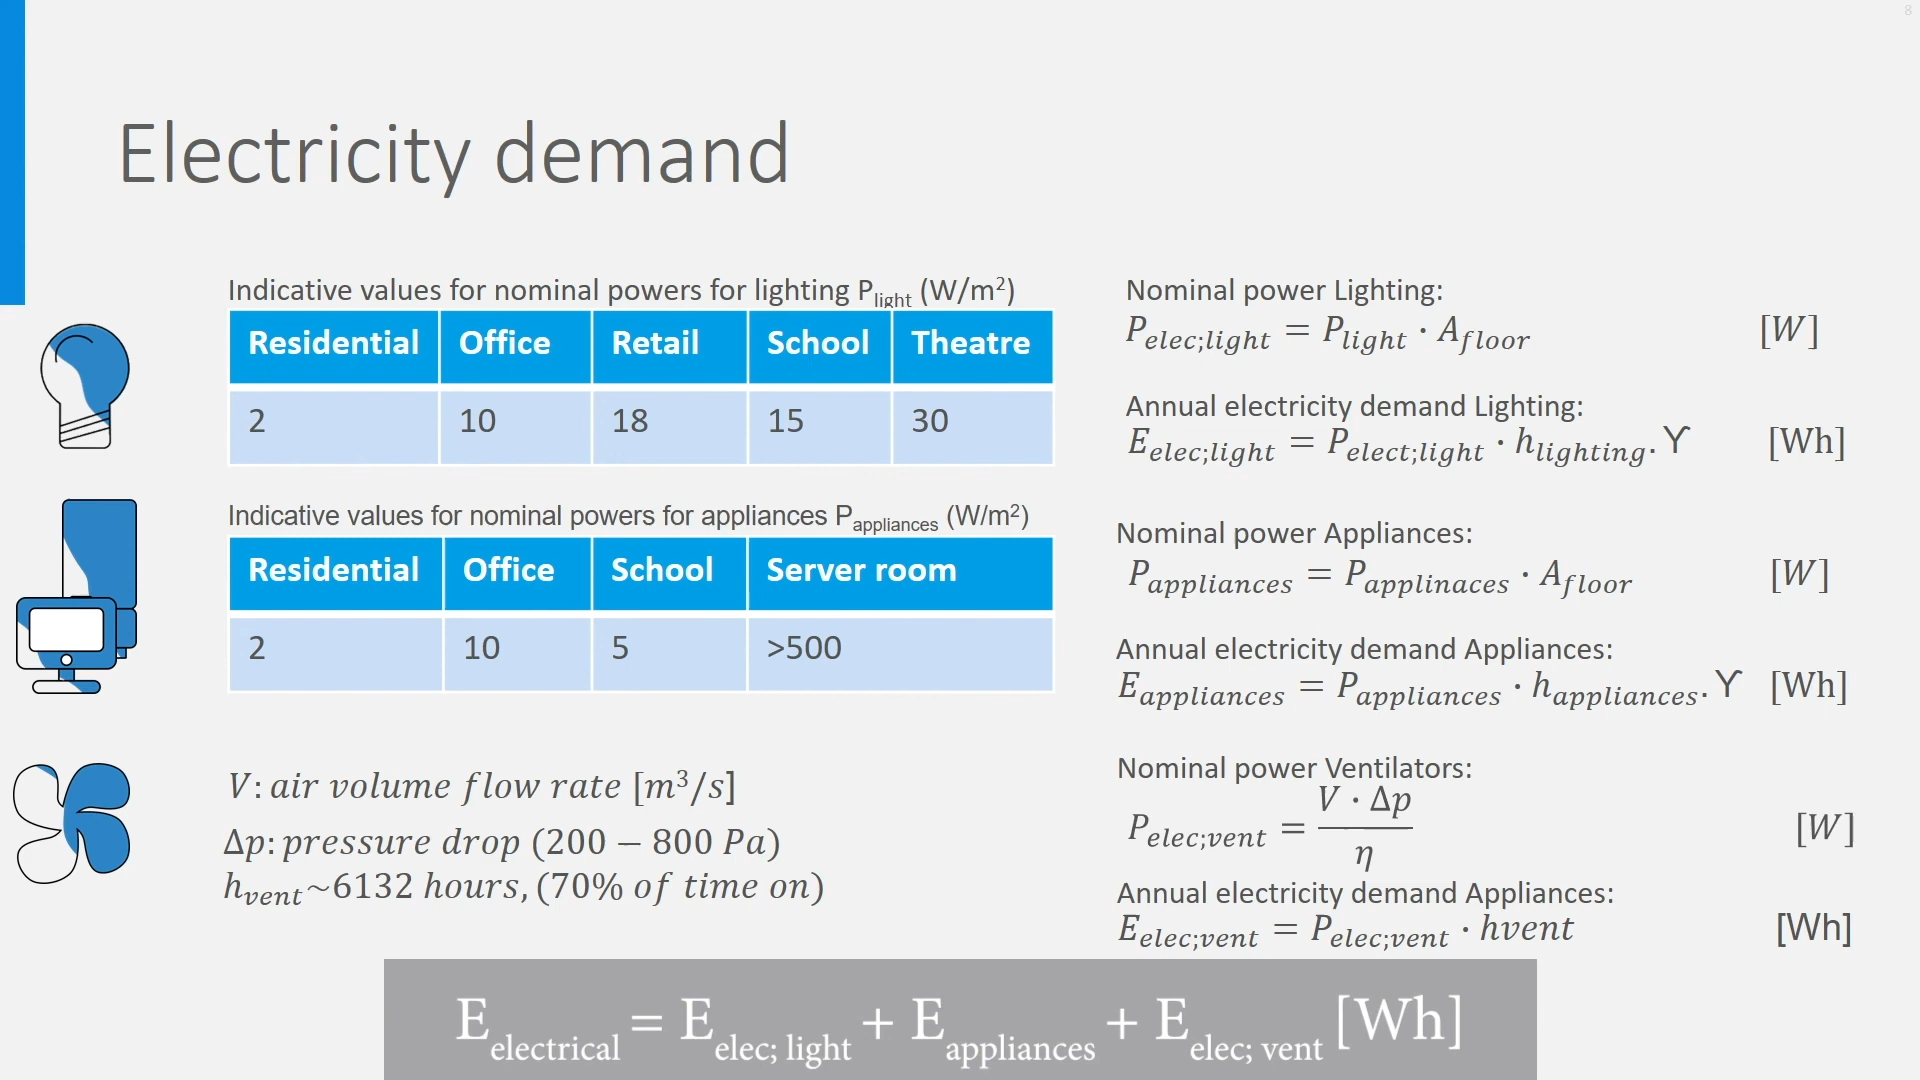 8
Electricity demand
Indicative values for nominal powers for lighting P_light (W/m²)
Residential Office Retail School Theatre
2 10 18 15 30
Indicative values for nominal powers for appliances P_appliances (W/m²)
Residential Office School Server room
2 10 5 >500
V: air volume flow rate [m³/s]
Δp: pressure drop (200 − 800 Pa)
h_vent~6132 hours, (70% of time on)
Nominal power Lighting:
P_elec;light = P_light · A_floor [W]
Annual electricity demand Lighting:
E_elec;light = P_elect;light · h_lighting. ϒ [Wh]
Nominal power Appliances:
P_appliances = P_applinaces · A_floor [W]
Annual electricity demand Appliances:
E_appliances = P_appliances · h_appliances. ϒ [Wh]
Nominal power Ventilators:
P_elec;vent = V · Δp / η [W]
Annual electricity demand Appliances:
E_elec;vent = P_elec;vent · hvent [Wh]
E_electrical = E_elec; light + E_appliances + E_elec; vent [Wh]